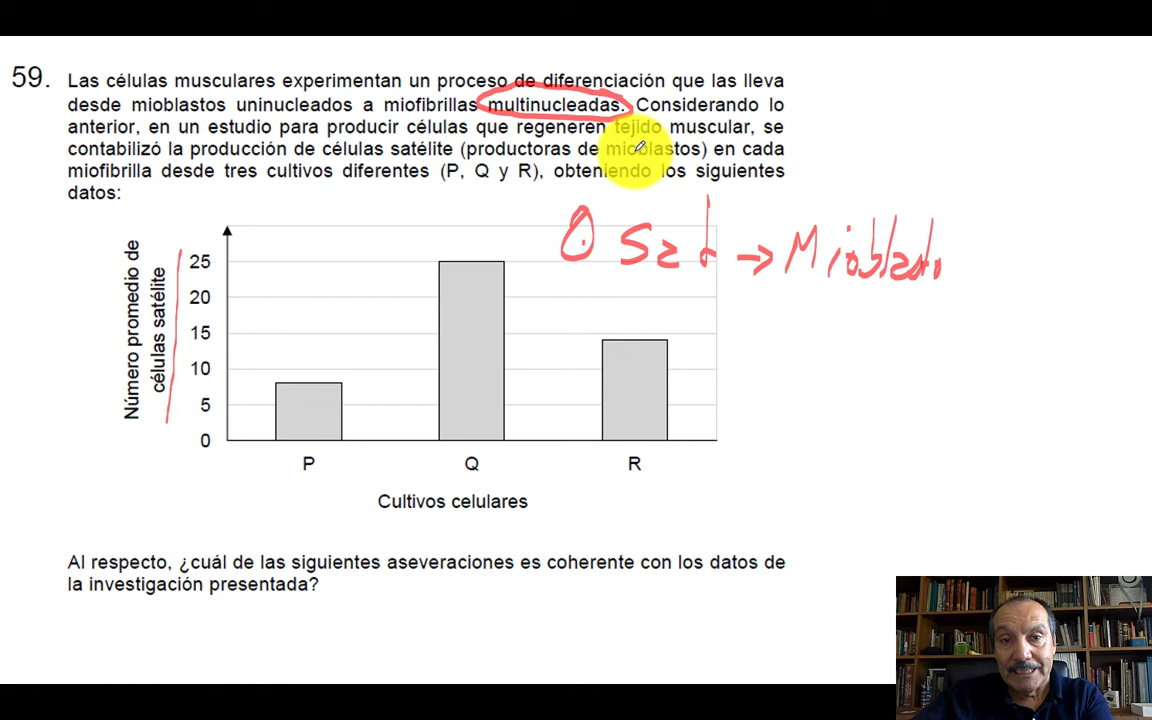 59. Las células musculares experimentan un proceso de diferenciación que las lleva
desde mioblastos uninucleados a miofibrillas multinucleadas. Considerando lo
anterior, en un estudio para producir células que regeneren tejido muscular, se
contabilizó la producción de células satélite (productoras de mioblastos) en cada
miofibrilla desde tres cultivos diferentes (P, Q y R), obteniendo los siguientes
datos:
Sat → Mioblasto
Número promedio de
células satélite
25
20
15
10
5
0
P Q R
Cultivos celulares
Al respecto, ¿cuál de las siguientes aseveraciones es coherente con los datos de
la investigación presentada?